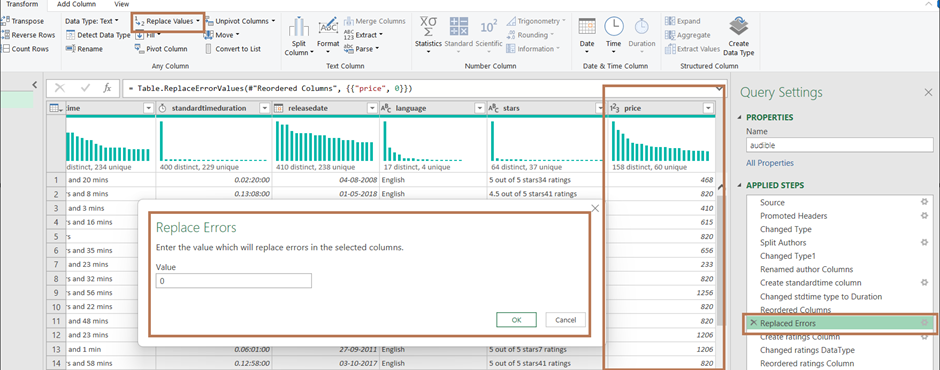 Transform
Add Column
View
Transpose
Reverse Rows
Count Rows
Data Type: Text
Detect Data Type
Rename
Replace Values
Fill
Pivot Column
Unpivot Columns
Move
Convert to List
Any Column
Split
Column
Format
Merge Columns
Extract
Parse
Text Column
Statistics
Standard
Scientific
Trigonometry
Rounding
Information
Number Column
Date
Time
Duration
Date & Time Column
Expand
Aggregate
Extract Values
Create
Data Type
Structured Column
= Table.ReplaceErrorValues(#"Reordered Columns", {{"price", 0}})
time
standardtimeduration
releasedate
language
stars
price
distinct, 234 unique
400 distinct, 229 unique
410 distinct, 238 unique
17 distinct, 4 unique
64 distinct, 37 unique
158 distinct, 60 unique
1 and 20 mins 0.02:20:00 04-08-2008 English 5 out of 5 stars34 ratings 468
2 rs and 8 mins 0.13:08:00 01-05-2018 English 4.5 out of 5 stars41 ratings 820
3 s and 3 mins 410
4 rs and 16 mins 615
5 rs 820
6 s and 35 mins 656
7 and 23 mins 233
8 rs and 32 mins 820
9 rs and 56 mins 1256
10 rs and 22 mins 820
11 s and 48 mins 820
12 and 23 mins 1206
13 s and 1 min 0.06:01:00 27-09-2011 English 5 out of 5 stars7 ratings 1206
14 rs and 58 mins 0.12:58:00 03-10-2017 English 5 out of 5 stars41 ratings 820
Replace Errors
Enter the value which will replace errors in the selected columns.
Value
0
OK
Cancel
Query Settings
PROPERTIES
Name
audible
All Properties
APPLIED STEPS
Source
Promoted Headers
Changed Type
Split Authors
Changed Type1
Renamed author Columns
Create standardtime column
Changed stdtime type to Duration
Reordered Columns
Replaced Errors
Create ratings Column
Changed ratings DataType
Reordered ratings Column